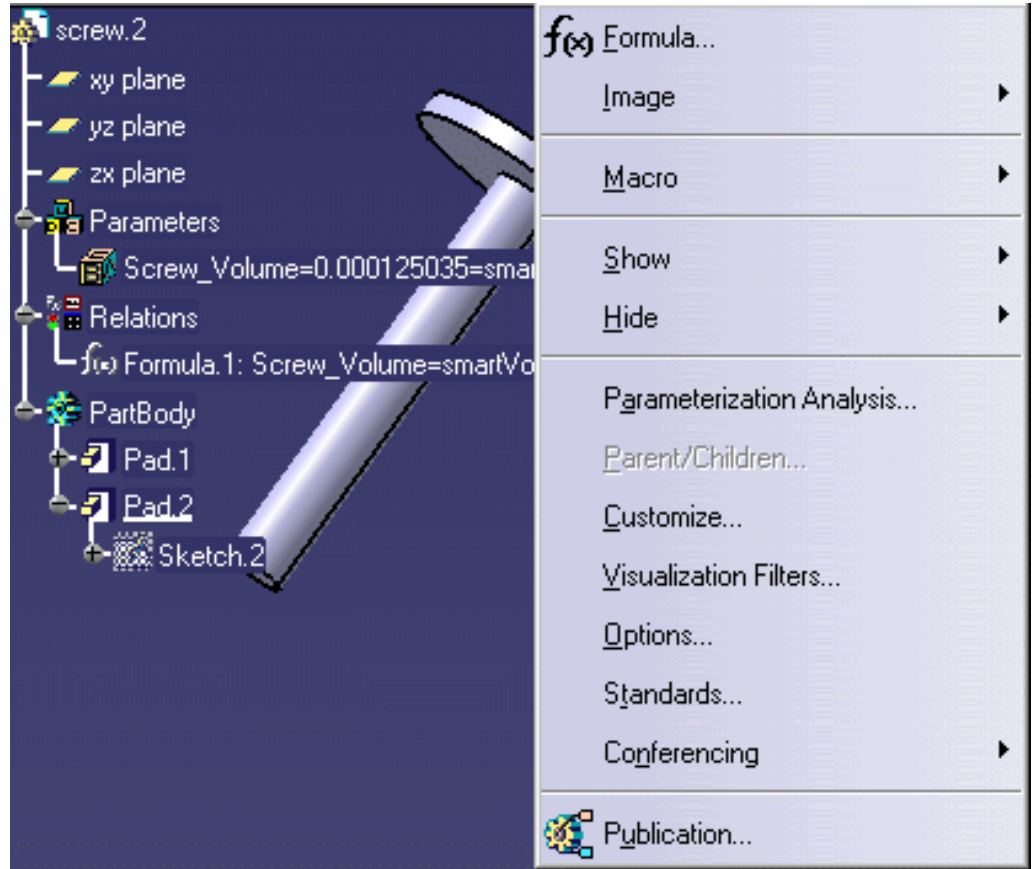 screw.2
xy plane
yz plane
zx plane
Parameters
Screw_Volume=0.000125035=smar
Relations
Formula.1: Screw_Volume=smartVo
PartBody
Pad.1
Pad.2
Sketch.2
f(x) Formula...
Image
Macro
Show
Hide
Parameterization Analysis...
Parent/Children...
Customize...
Visualization Filters...
Options...
Standards...
Conferencing
Publication...